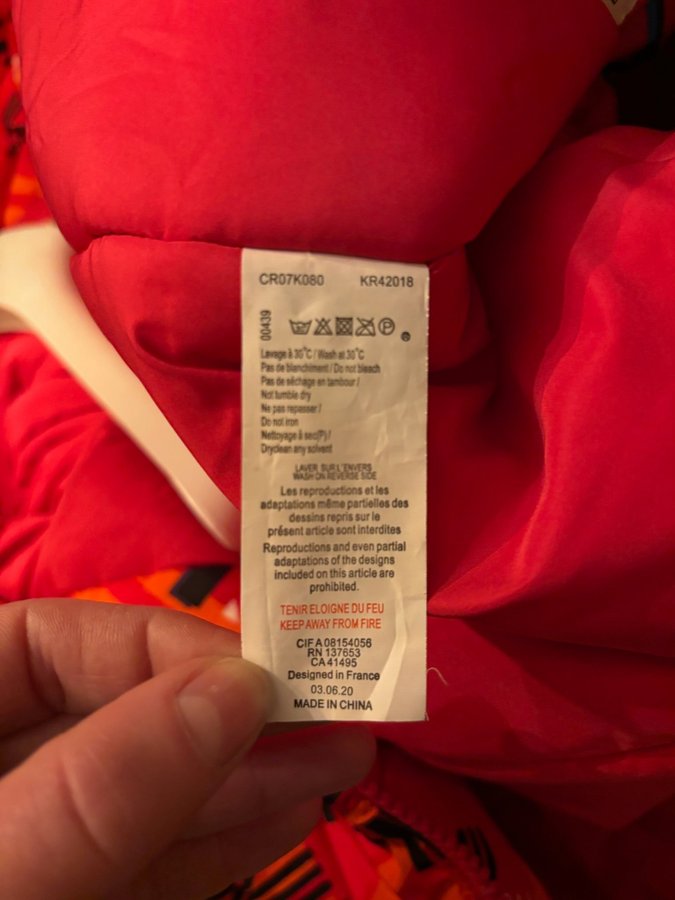 CR07K080 KR42018
00439
Lavage à 30°C / Wash at 30°C
Pas de blanchiment / Do not bleach
Pas de séchage en tambour /
Not tumble dry
Ne pas repasser /
Do not iron
Nettoyage à sec(P) /
Dryclean any solvent
LAVER SUR L'ENVERS
WASH ON REVERSE SIDE
Les reproductions et les
adaptations même partielles des
dessins repris sur le
présent article sont interdites
Reproductions and even partial
adaptations of the designs
included on this article are
prohibited.
TENIR ELOIGNE DU FEU
KEEP AWAY FROM FIRE
CIF A 08154056
RN 137653
CA 41495
Designed in France
03.06.20
MADE IN CHINA